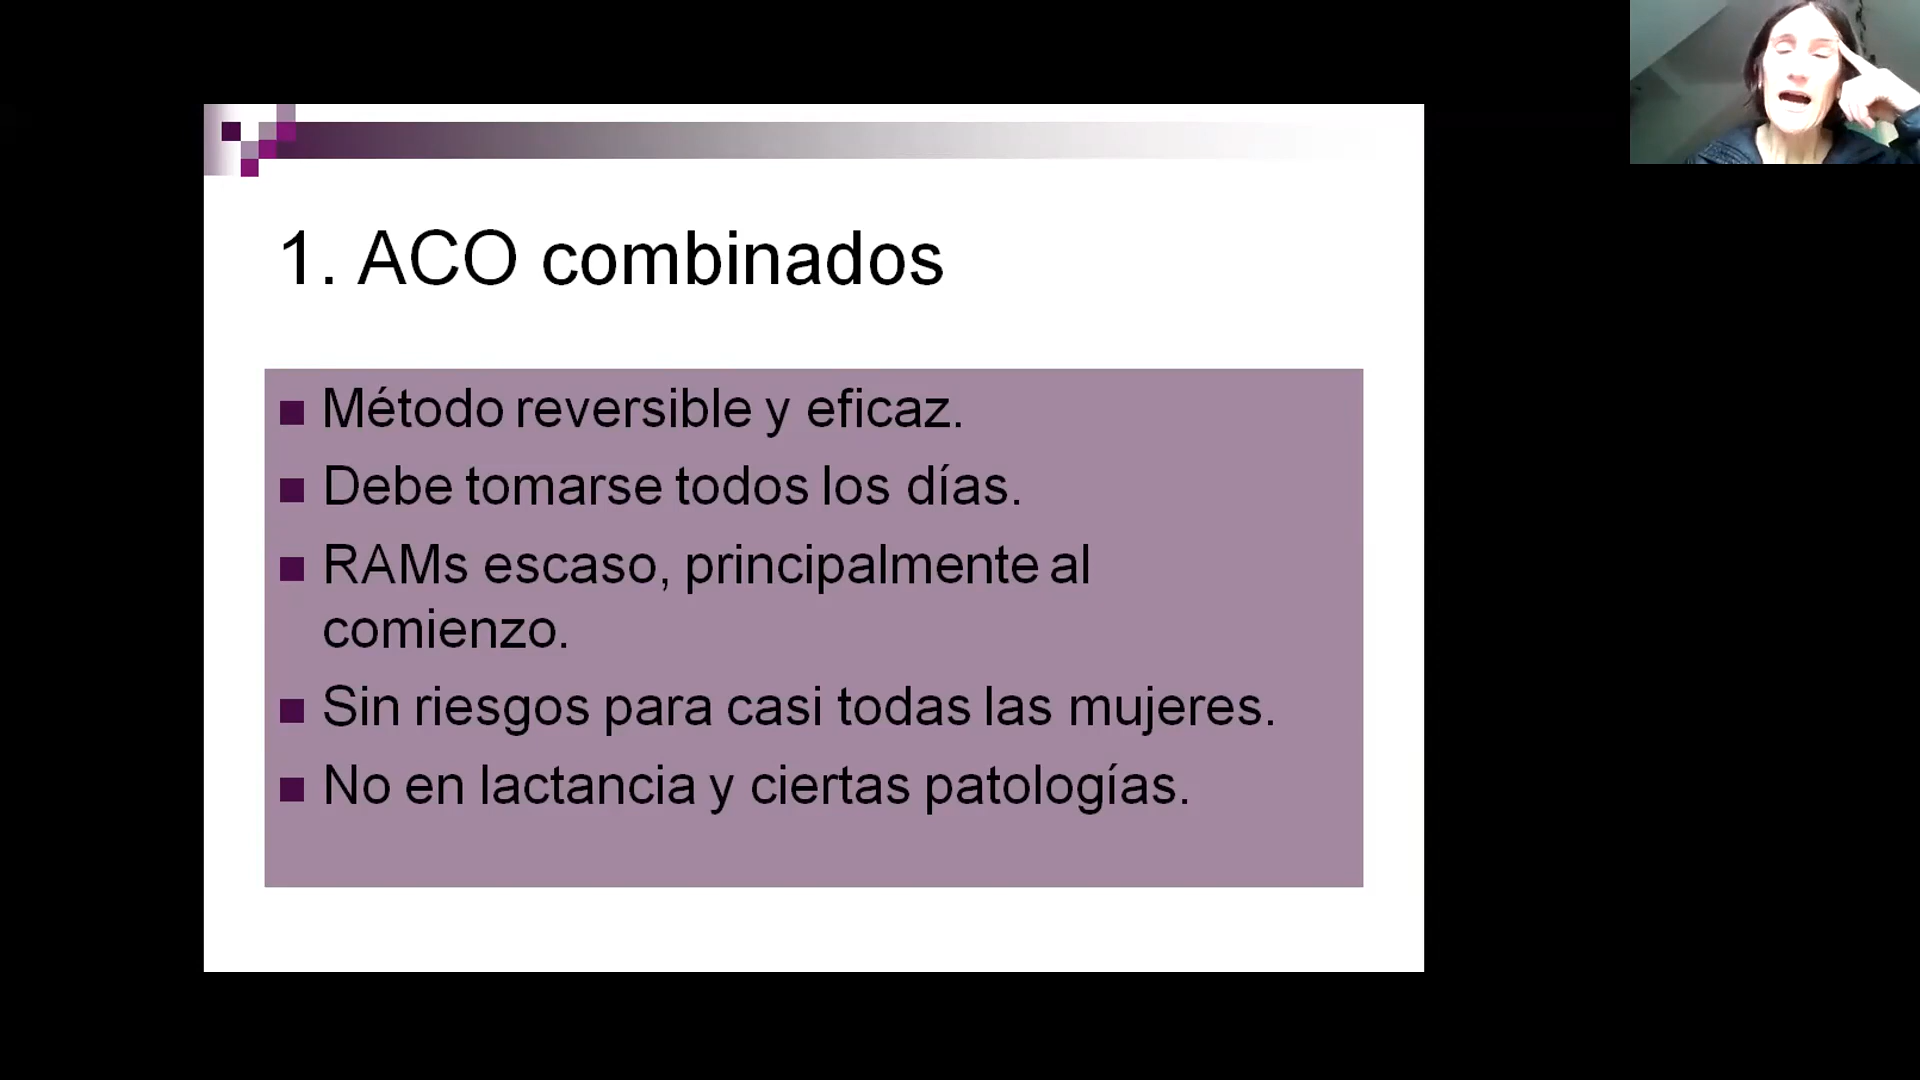 1. ACO combinados
Método reversible y eficaz.
Debe tomarse todos los días.
RAMs escaso, principalmente al
comienzo.
Sin riesgos para casi todas las mujeres.
No en lactancia y ciertas patologías.